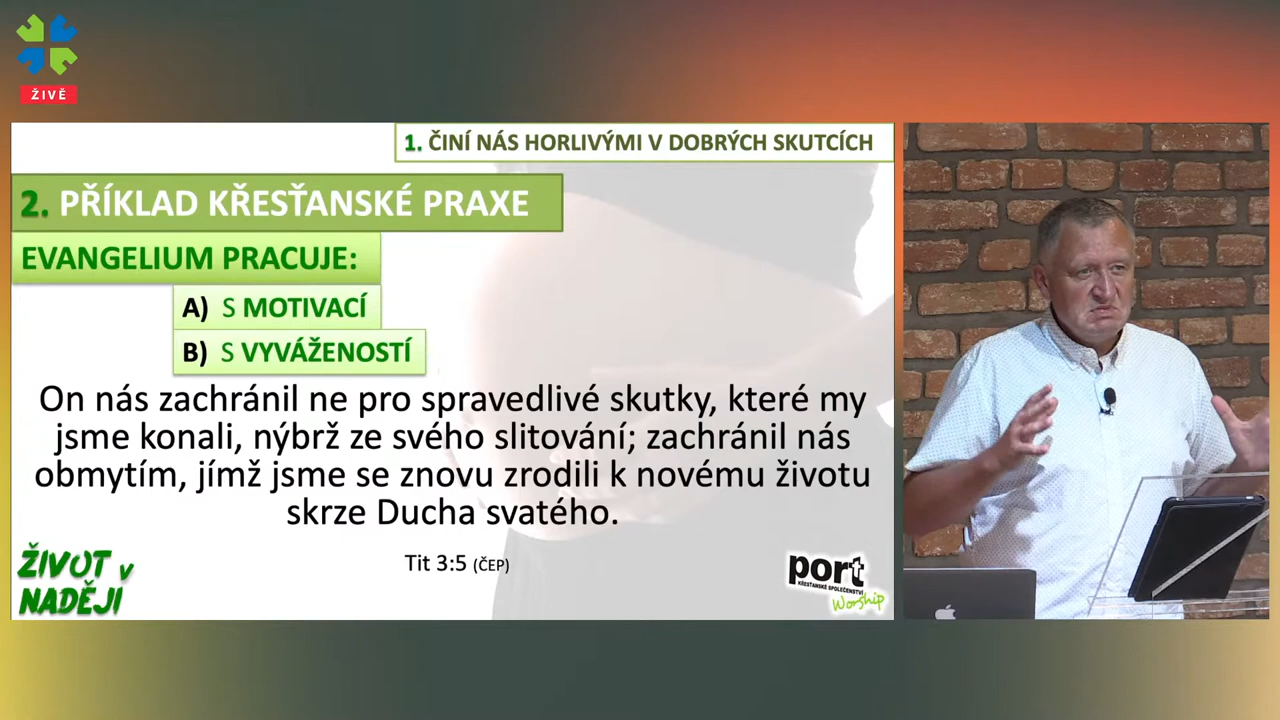 ŽIVĚ
1. ČINÍ NÁS HORLIVÝMI V DOBRÝCH SKUTCÍCH
2. PŘÍKLAD KŘESŤANSKÉ PRAXE
EVANGELIUM PRACUJE:
A) S MOTIVACÍ
B) S VYVÁŽENOSTÍ
On nás zachránil ne pro spravedlivé skutky, které my
jsme konali, nýbrž ze svého slitování; zachránil nás
obmytím, jímž jsme se znovu zrodili k novému životu
skrze Ducha svatého.
Tit 3:5 (ČEP)
ŽIVOT v
NADĚJI
port
KŘESŤANSKÉ SPOLEČENSTVÍ
Worship